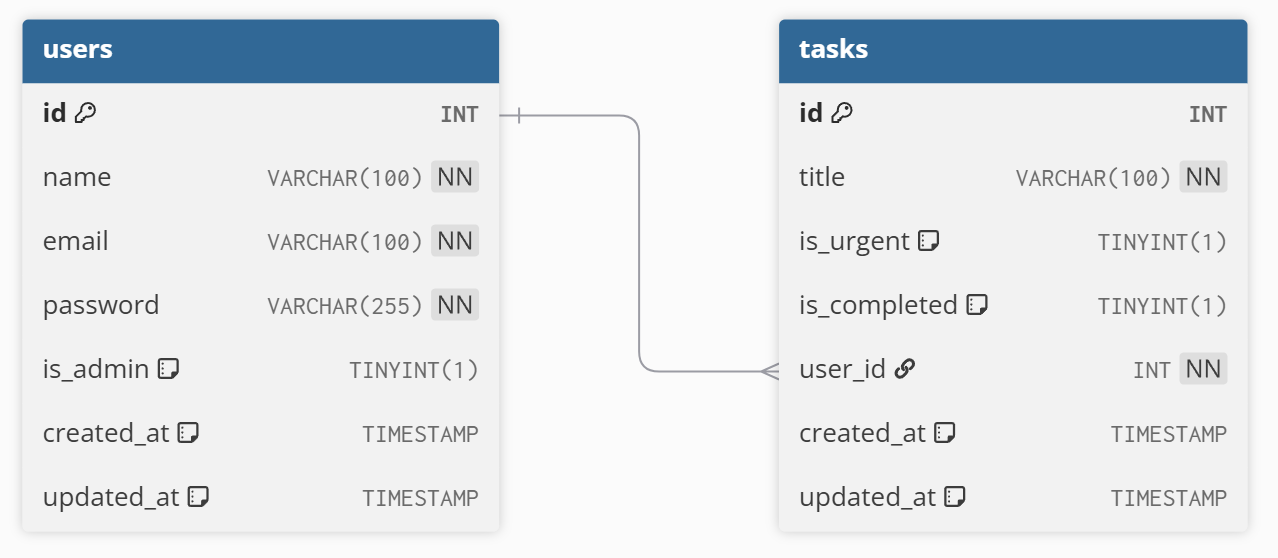 users
id INT
name VARCHAR(100) NN
email VARCHAR(100) NN
password VARCHAR(255) NN
is_admin TINYINT(1)
created_at TIMESTAMP
updated_at TIMESTAMP
tasks
id INT
title VARCHAR(100) NN
is_urgent TINYINT(1)
is_completed TINYINT(1)
user_id INT NN
created_at TIMESTAMP
updated_at TIMESTAMP